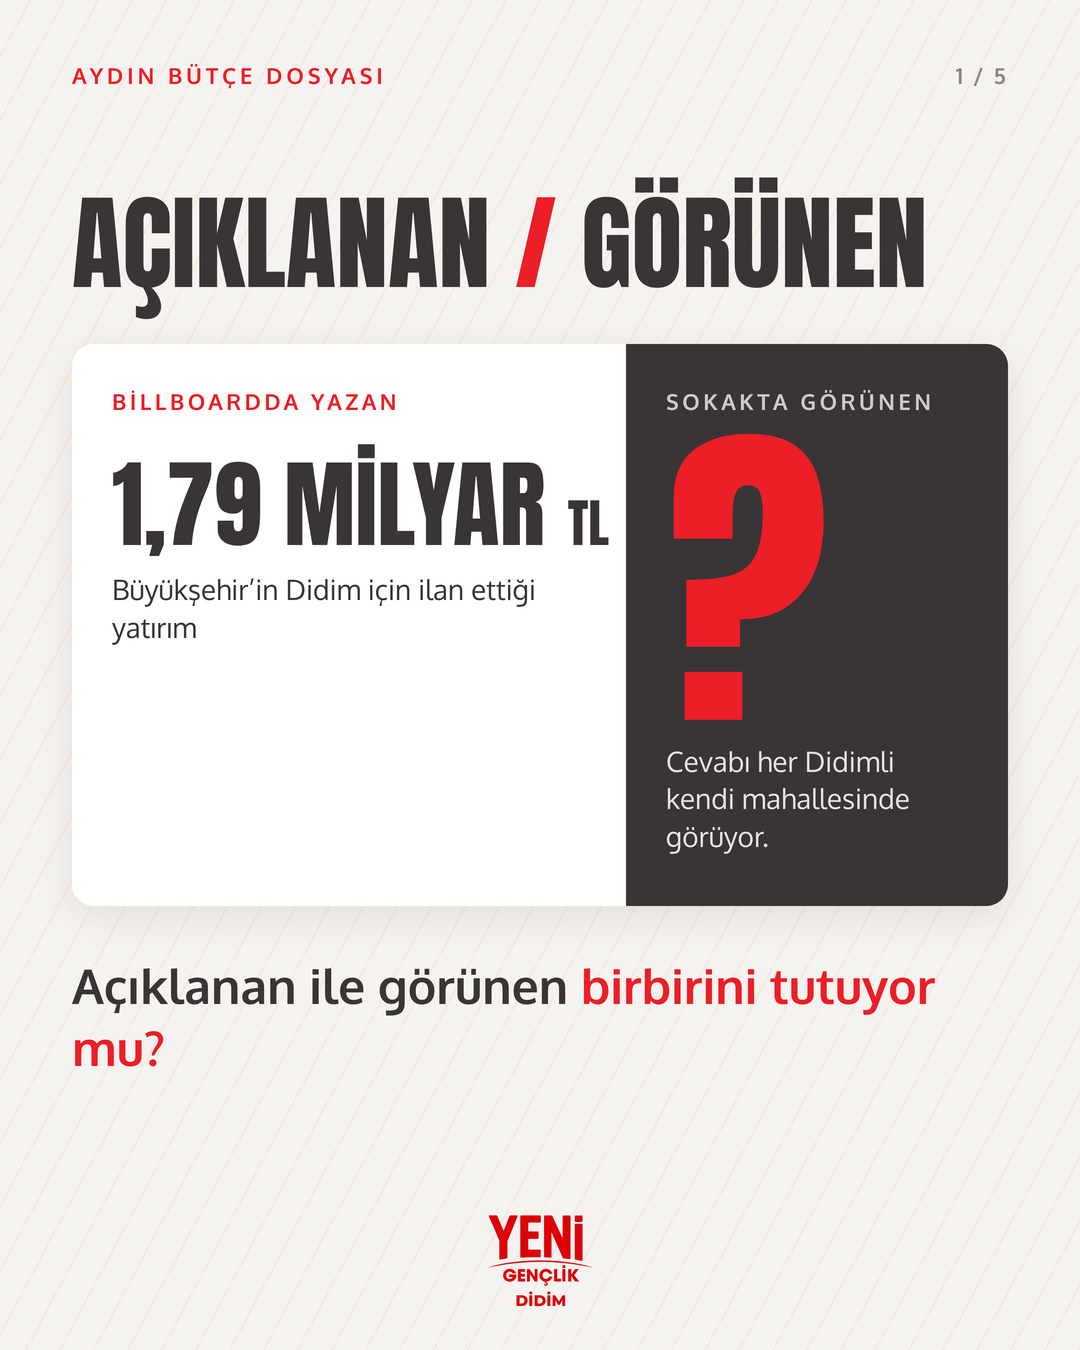 AYDIN BÜTÇE DOSYASI
1 / 5
AÇIKLANAN / GÖRÜNEN
BİLLBOARDDA YAZAN
1,79 MİLYAR TL
Büyükşehir’in Didim için ilan ettiği
yatırım
SOKAKTA GÖRÜNEN
?
Cevabı her Didimli
kendi mahallesinde
görüyor.
Açıklanan ile görünen birbirini tutuyor
mu?
YENİ
GENÇLİK
DİDİM